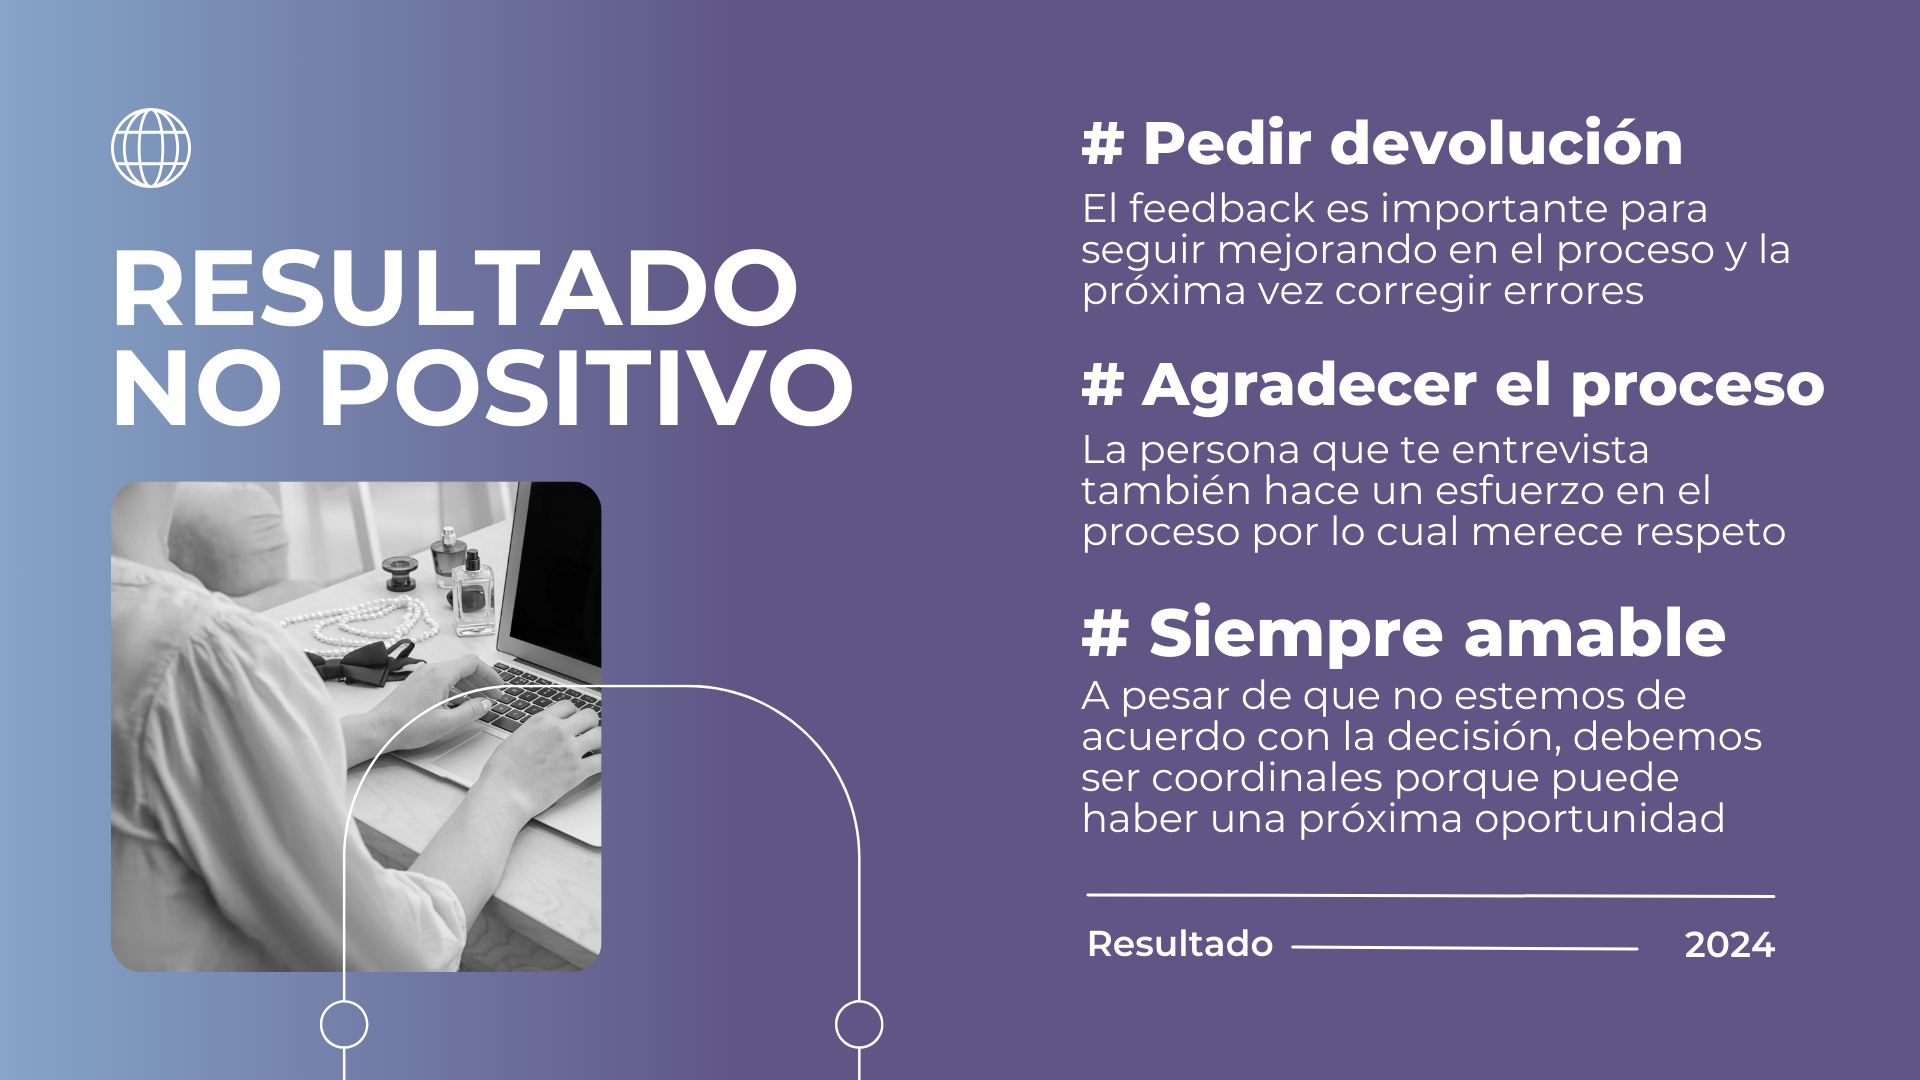 RESULTADO
NO POSITIVO
# Pedir devolución
El feedback es importante para
seguir mejorando en el proceso y la
próxima vez corregir errores
# Agradecer el proceso
La persona que te entrevista
también hace un esfuerzo en el
proceso por lo cual merece respeto
# Siempre amable
A pesar de que no estemos de
acuerdo con la decisión, debemos
ser coordinales porque puede
haber una próxima oportunidad
Resultado
2024